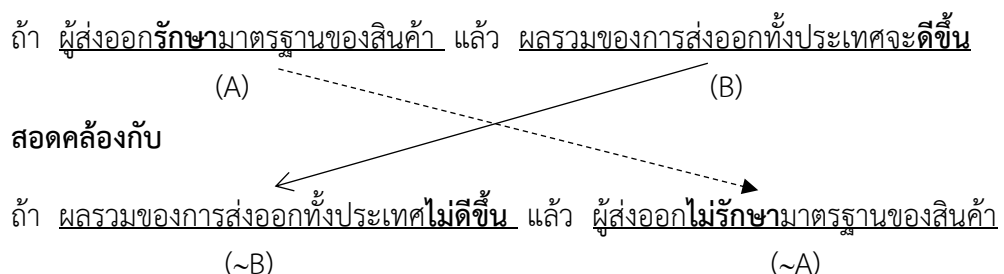 ถ้า ผู้ส่งออกรักษามาตรฐานของสินค้า แล้ว ผลรวมของการส่งออกทั้งประเทศจะดีขึ้น
(A) (B)
สอดคล้องกับ
ถ้า ผลรวมของการส่งออกทั้งประเทศไม่ดีขึ้น แล้ว ผู้ส่งออกไม่รักษามาตรฐานของสินค้า
(~B) (~A)